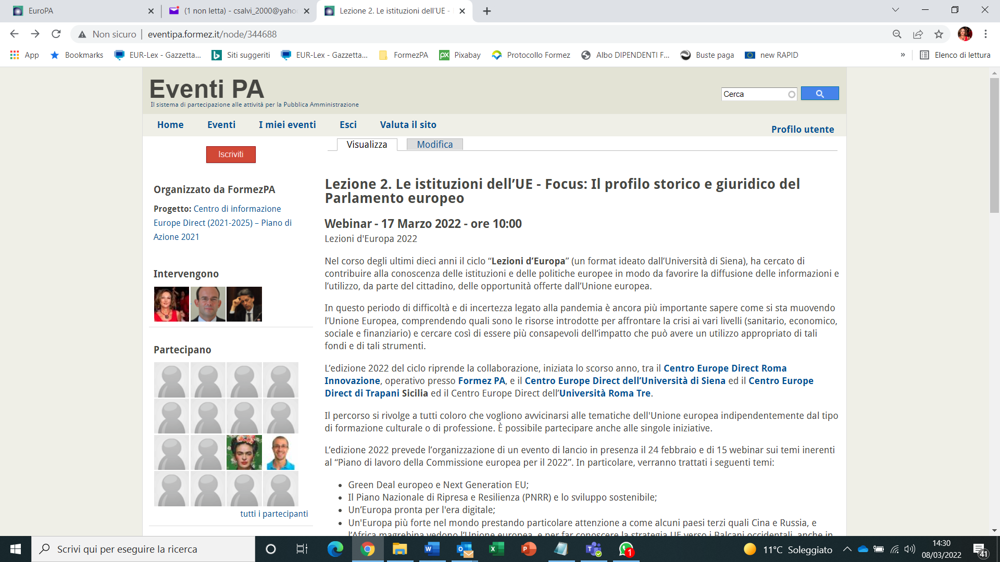 EuroPA
(1 non letta) - csalvi_2000@yaho
Lezione 2. Le istituzioni dell'UE -
Non sicuro
eventipa.formez.it/node/344688
App
Bookmarks
EUR-Lex - Gazzetta...
Siti suggeriti
EUR-Lex - Gazzetta...
FormezPA
Pixabay
Protocollo Formez
Albo DIPENDENTI F...
Buste paga
new RAPID
»
Elenco di lettura
Eventi PA
Il sistema di partecipazione alle attività per la Pubblica Amministrazione
Cerca
Home
Eventi
I miei eventi
Esci
Valuta il sito
Profilo utente
Iscriviti
Organizzato da FormezPA
Progetto: Centro di informazione
Europe Direct (2021-2025) – Piano di
Azione 2021
Intervengono
Partecipano
tutti i partecipanti
Visualizza
Modifica
Lezione 2. Le istituzioni dell’UE - Focus: Il profilo storico e giuridico del
Parlamento europeo
Webinar - 17 Marzo 2022 - ore 10:00
Lezioni d'Europa 2022
Nel corso degli ultimi dieci anni il ciclo “Lezioni d’Europa” (un format ideato dall’Università di Siena), ha cercato di
contribuire alla conoscenza delle istituzioni e delle politiche europee in modo da favorire la diffusione delle informazioni e
l’utilizzo, da parte del cittadino, delle opportunità offerte dall’Unione europea.
In questo periodo di difficoltà e di incertezza legato alla pandemia è ancora più importante sapere come si sta muovendo
l’Unione Europea, comprendendo quali sono le risorse introdotte per affrontare la crisi ai vari livelli (sanitario, economico,
sociale e finanziario) e cercare così di essere più consapevoli dell’impatto che può avere un utilizzo appropriato di tali
fondi e di tali strumenti.
L’edizione 2022 del ciclo riprende la collaborazione, iniziata lo scorso anno, tra il Centro Europe Direct Roma
Innovazione, operativo presso Formez PA, e il Centro Europe Direct dell’Università di Siena ed il Centro Europe
Direct di Trapani Sicilia ed il Centro Europe Direct dell’Università Roma Tre.
Il percorso si rivolge a tutti coloro che vogliono avvicinarsi alle tematiche dell'Unione europea indipendentemente dal tipo
di formazione culturale o di professione. È possibile partecipare anche alle singole iniziative.
L’edizione 2022 prevede l’organizzazione di un evento di lancio in presenza il 24 febbraio e di 15 webinar sui temi inerenti
al “Piano di lavoro della Commissione europea per il 2022”. In particolare, verranno trattati i seguenti temi:
• Green Deal europeo e Next Generation EU;
• Il Piano Nazionale di Ripresa e Resilienza (PNRR) e lo sviluppo sostenibile;
• Un’Europa pronta per l'era digitale;
• Un'Europa più forte nel mondo prestando particolare attenzione a come alcuni paesi terzi quali Cina e Russia, e
l’Africa magrebina vedono l’Unione europea, e per far conoscere la strategia UE verso i Balcani occidentali, anche in
Scrivi qui per eseguire la ricerca
1
11°C Soleggiato
14:30
08/03/2022
41